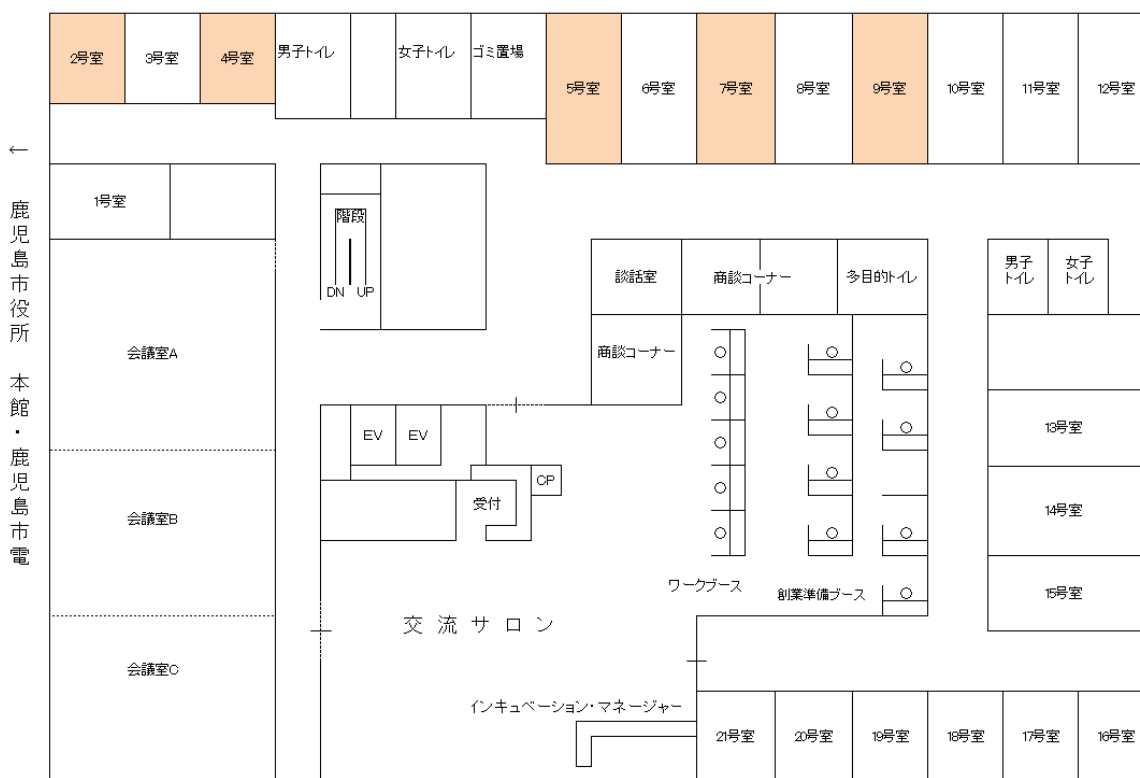 2号室
3号室
4号室
男子トイレ
女子トイレ
ゴミ置場
5号室
6号室
7号室
8号室
9号室
10号室
11号室
12号室
← 鹿児島市役所 本館・鹿児島市電
1号室
階段
DN UP
談話室
商談コーナー
多目的トイレ
男子
トイレ
女子
トイレ
会議室A
商談コーナー
EV
EV
13号室
CP
受付
14号室
会議室B
ワークブース
創業準備ブース
15号室
交流サロン
会議室C
インキュベーション・マネージャー
21号室
20号室
19号室
18号室
17号室
16号室